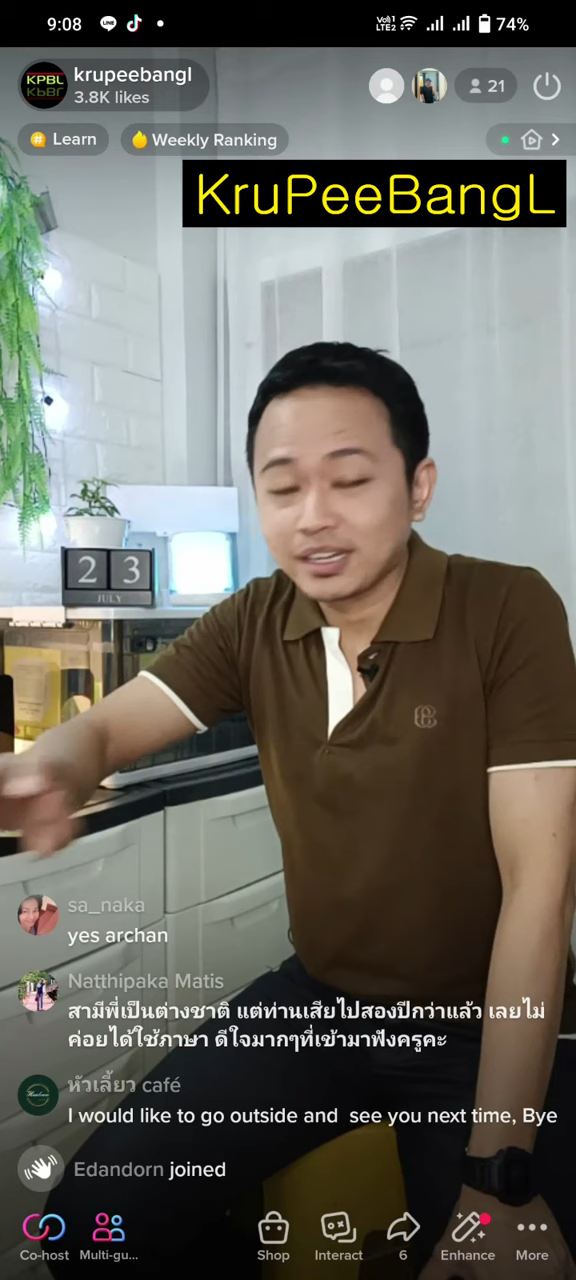 9:08
Vo))1
LTE2
74%
KPBL
krupeebangl
3.8K likes
21
Learn
Weekly Ranking
KruPeeBangL
23
JULY
sa_naka
yes archan
Natthipaka Matis
สามีพี่เป็นต่างชาติ แต่ท่านเสียไปสองปีกว่าแล้ว เลยไม่
ค่อยได้ใช้ภาษา ดีใจมากๆที่เข้ามาฟังครูคะ
หัวเลี้ยว café
I would like to go outside and  see you next time, Bye
Edandorn joined
Co-host
Multi-gu...
Shop
Interact
6
Enhance
More